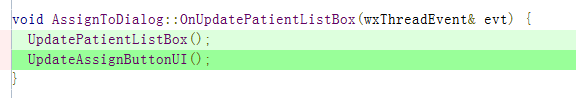 void AssignToDialog::OnUpdatePatientListBox(wxThreadEvent& evt) {
  UpdatePatientListBox();
  UpdateAssignButtonUI();
}